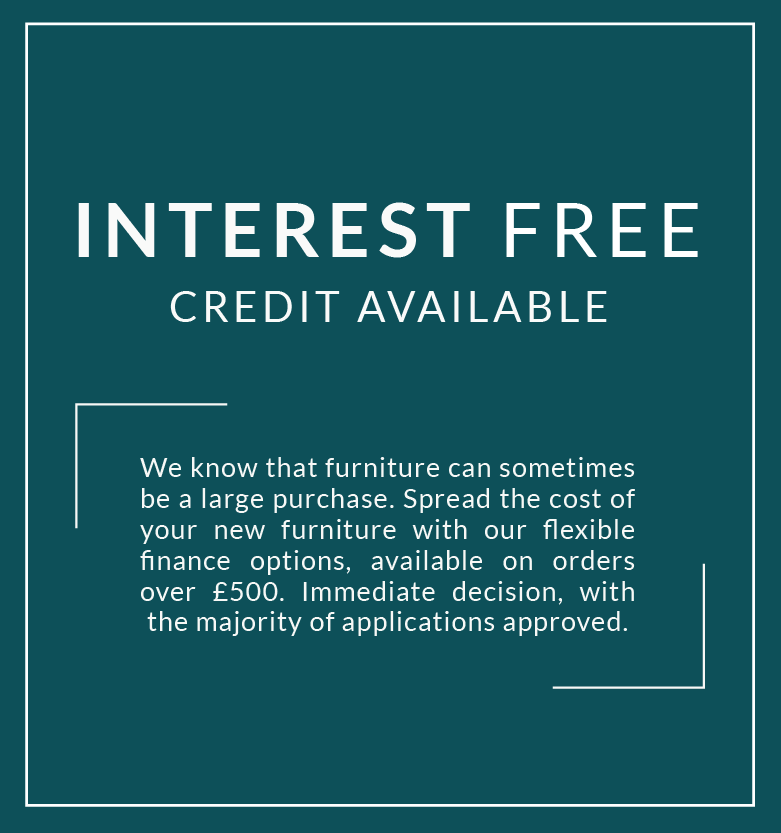 INTEREST FREE
CREDIT AVAILABLE
We know that furniture can sometimes
be a large purchase. Spread the cost of
your new furniture with our flexible
finance options, available on orders
over £500. Immediate decision, with
the majority of applications approved.